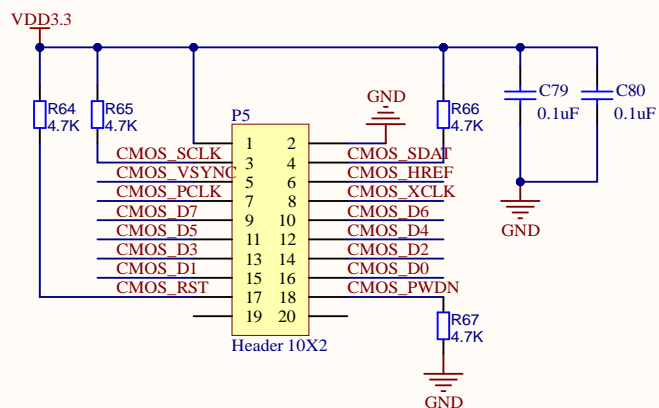 VDD3.3
R64
4.7K
R65
4.7K
P5
GND
R66
4.7K
C79
0.1uF
C80
0.1uF
1 2
CMOS_SCLK 3 4 CMOS_SDAT
CMOS_VSYNC 5 6 CMOS_HREF
CMOS_PCLK 7 8 CMOS_XCLK
CMOS_D7 9 10 CMOS_D6
CMOS_D5 11 12 CMOS_D4
CMOS_D3 13 14 CMOS_D2
CMOS_D1 15 16 CMOS_D0
CMOS_RST 17 18 CMOS_PWDN
19 20
Header 10X2
GND
R67
4.7K
GND